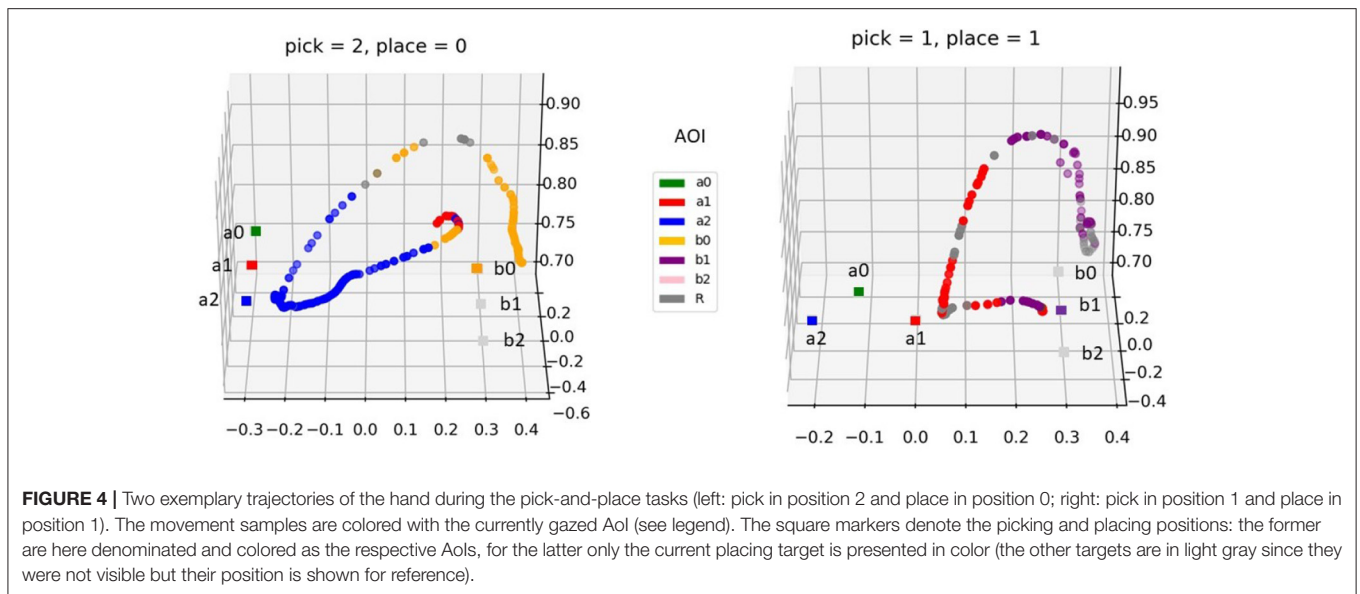 pick = 2, place = 0
0.90
0.85
0.80
0.75
0.70
0.2
0.0
−0.2
−0.4
−0.6
−0.3 −0.2 −0.1 0.0 0.1 0.2 0.3 0.4
a0
a1
a2
b0
b1
b2
AOI
a0
a1
a2
b0
b1
b2
R
pick = 1, place = 1
0.95
0.90
0.85
0.80
0.75
0.70
0.2
0.0
−0.2
−0.4
−0.2 −0.1 0.0 0.1 0.2 0.3 0.4
a0
a2
a1
b0
b1
b2
FIGURE 4 | Two exemplary trajectories of the hand during the pick-and-place tasks (left: pick in position 2 and place in position 0; right: pick in position 1 and place in
position 1). The movement samples are colored with the currently gazed AoI (see legend). The square markers denote the picking and placing positions: the former
are here denominated and colored as the respective AoIs, for the latter only the current placing target is presented in color (the other targets are in light gray since they
were not visible but their position is shown for reference).